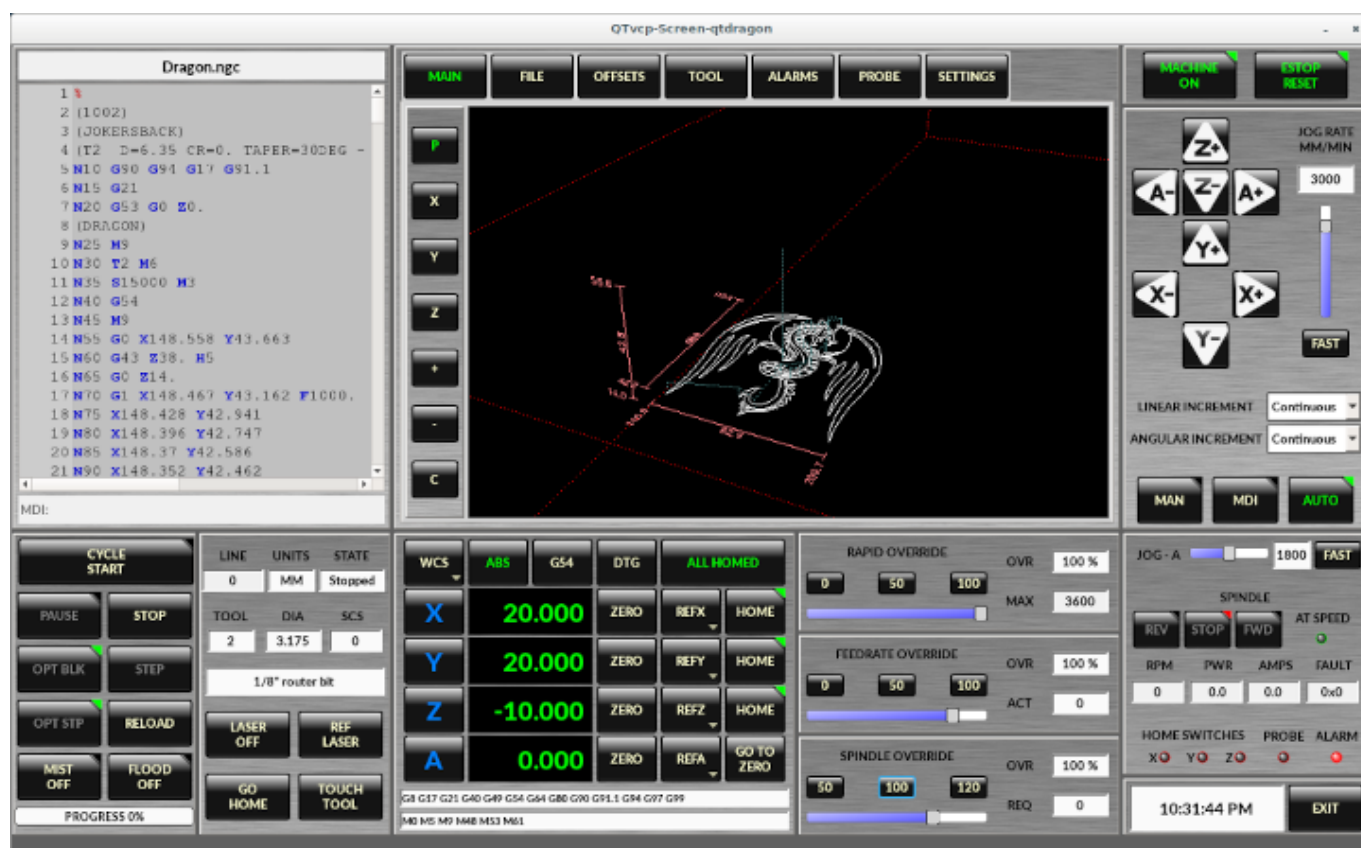 QTvcp-Screen-qtdragon
Dragon.ngc
1 %
2 (1002)
3 (JOKERSBACK)
4 (T2 D=6.35 CR=0. TAPER=30DEG -
5 N10 G90 G94 G17 G91.1
6 N15 G21
7 N20 G53 G0 Z0.
8 (DRAGON)
9 N25 M9
10 N30 T2 M6
11 N35 S15000 M3
12 N40 G54
13 N45 M9
14 N55 G0 X148.558 Y43.663
15 N60 G43 Z38. H5
16 N65 G0 Z14.
17 N70 G1 X148.467 Y43.162 F1000.
18 N75 X148.428 Y42.941
19 N80 X148.396 Y42.747
20 N85 X148.37 Y42.586
21 N90 X148.352 Y42.462
MDI:
MAIN FILE OFFSETS TOOL ALARMS PROBE SETTINGS
P
X
Y
Z
+
-
C
MACHINE ON
ESTOP RESET
JOG RATE
MM/MIN
3000
Z+
A- Z- A+
Y+
X- X+
Y-
FAST
LINEAR INCREMENT Continuous
ANGULAR INCREMENT Continuous
MAN MDI AUTO
CYCLE START
PAUSE STOP
OPT BLK STEP
OPT STP RELOAD
MIST OFF FLOOD OFF
PROGRESS 0%
LINE UNITS STATE
0 MM Stopped
TOOL DIA SCS
2 3.175 0
1/8" router bit
LASER OFF REF LASER
GO HOME TOUCH TOOL
WCS ABS G54 DTG ALL HOMED
X 20.000 ZERO REFX HOME
Y 20.000 ZERO REFY HOME
Z -10.000 ZERO REFZ HOME
A 0.000 ZERO REFA GO TO ZERO
G8 G17 G21 G40 G49 G54 G64 G80 G90 G91.1 G94 G97 G99
M0 M5 M9 M48 M53 M61
RAPID OVERRIDE OVR 100 %
0 50 100
MAX 3600
FEEDRATE OVERRIDE OVR 100 %
0 50 100
ACT 0
SPINDLE OVERRIDE OVR 100 %
50 100 120
REQ 0
JOG - A 1800 FAST
SPINDLE
REV STOP FWD AT SPEED
RPM PWR AMPS FAULT
0 0.0 0.0 0x0
HOME SWITCHES PROBE ALARM
X Y Z
10:31:44 PM EXIT